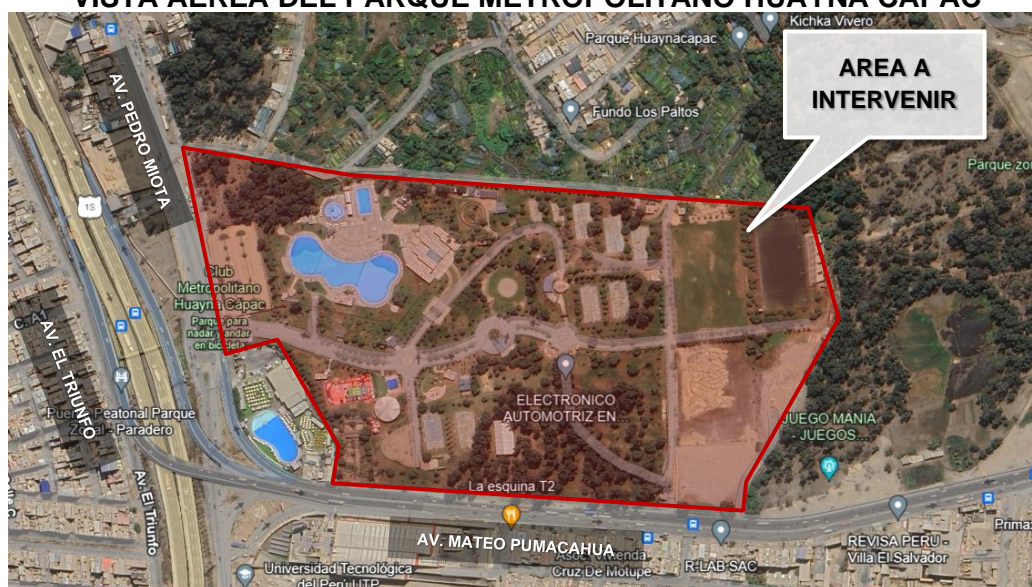 VISTA AEREA DEL PARQUE METROPOLITANO HUAYNA CAPAC
Kichka Vivero
Parque Huaynacapac
AREA A
INTERVENIR
Fundo Los Paltos
AV. PEDRO MIOTA
Parque zo
1S
Club
Metropolitano
Huayna Cápac
Parque para
nadar y andar
en bicicleta
AV. EL TRIUNFO
ELECTRONICO
AUTOMOTRIZ EN...
Peatonal Parque
Paradero
JUEGO MANIA
- JUEGOS...
La esquina T2
Av. El Triunfo
AV. MATEO PUMACAHUA
Vivienda
Cruz De Motupe
R-LAB SAC
REVISA PERU -
Villa El Salvador
Prima
Universidad Tecnológica
del Perú UTP